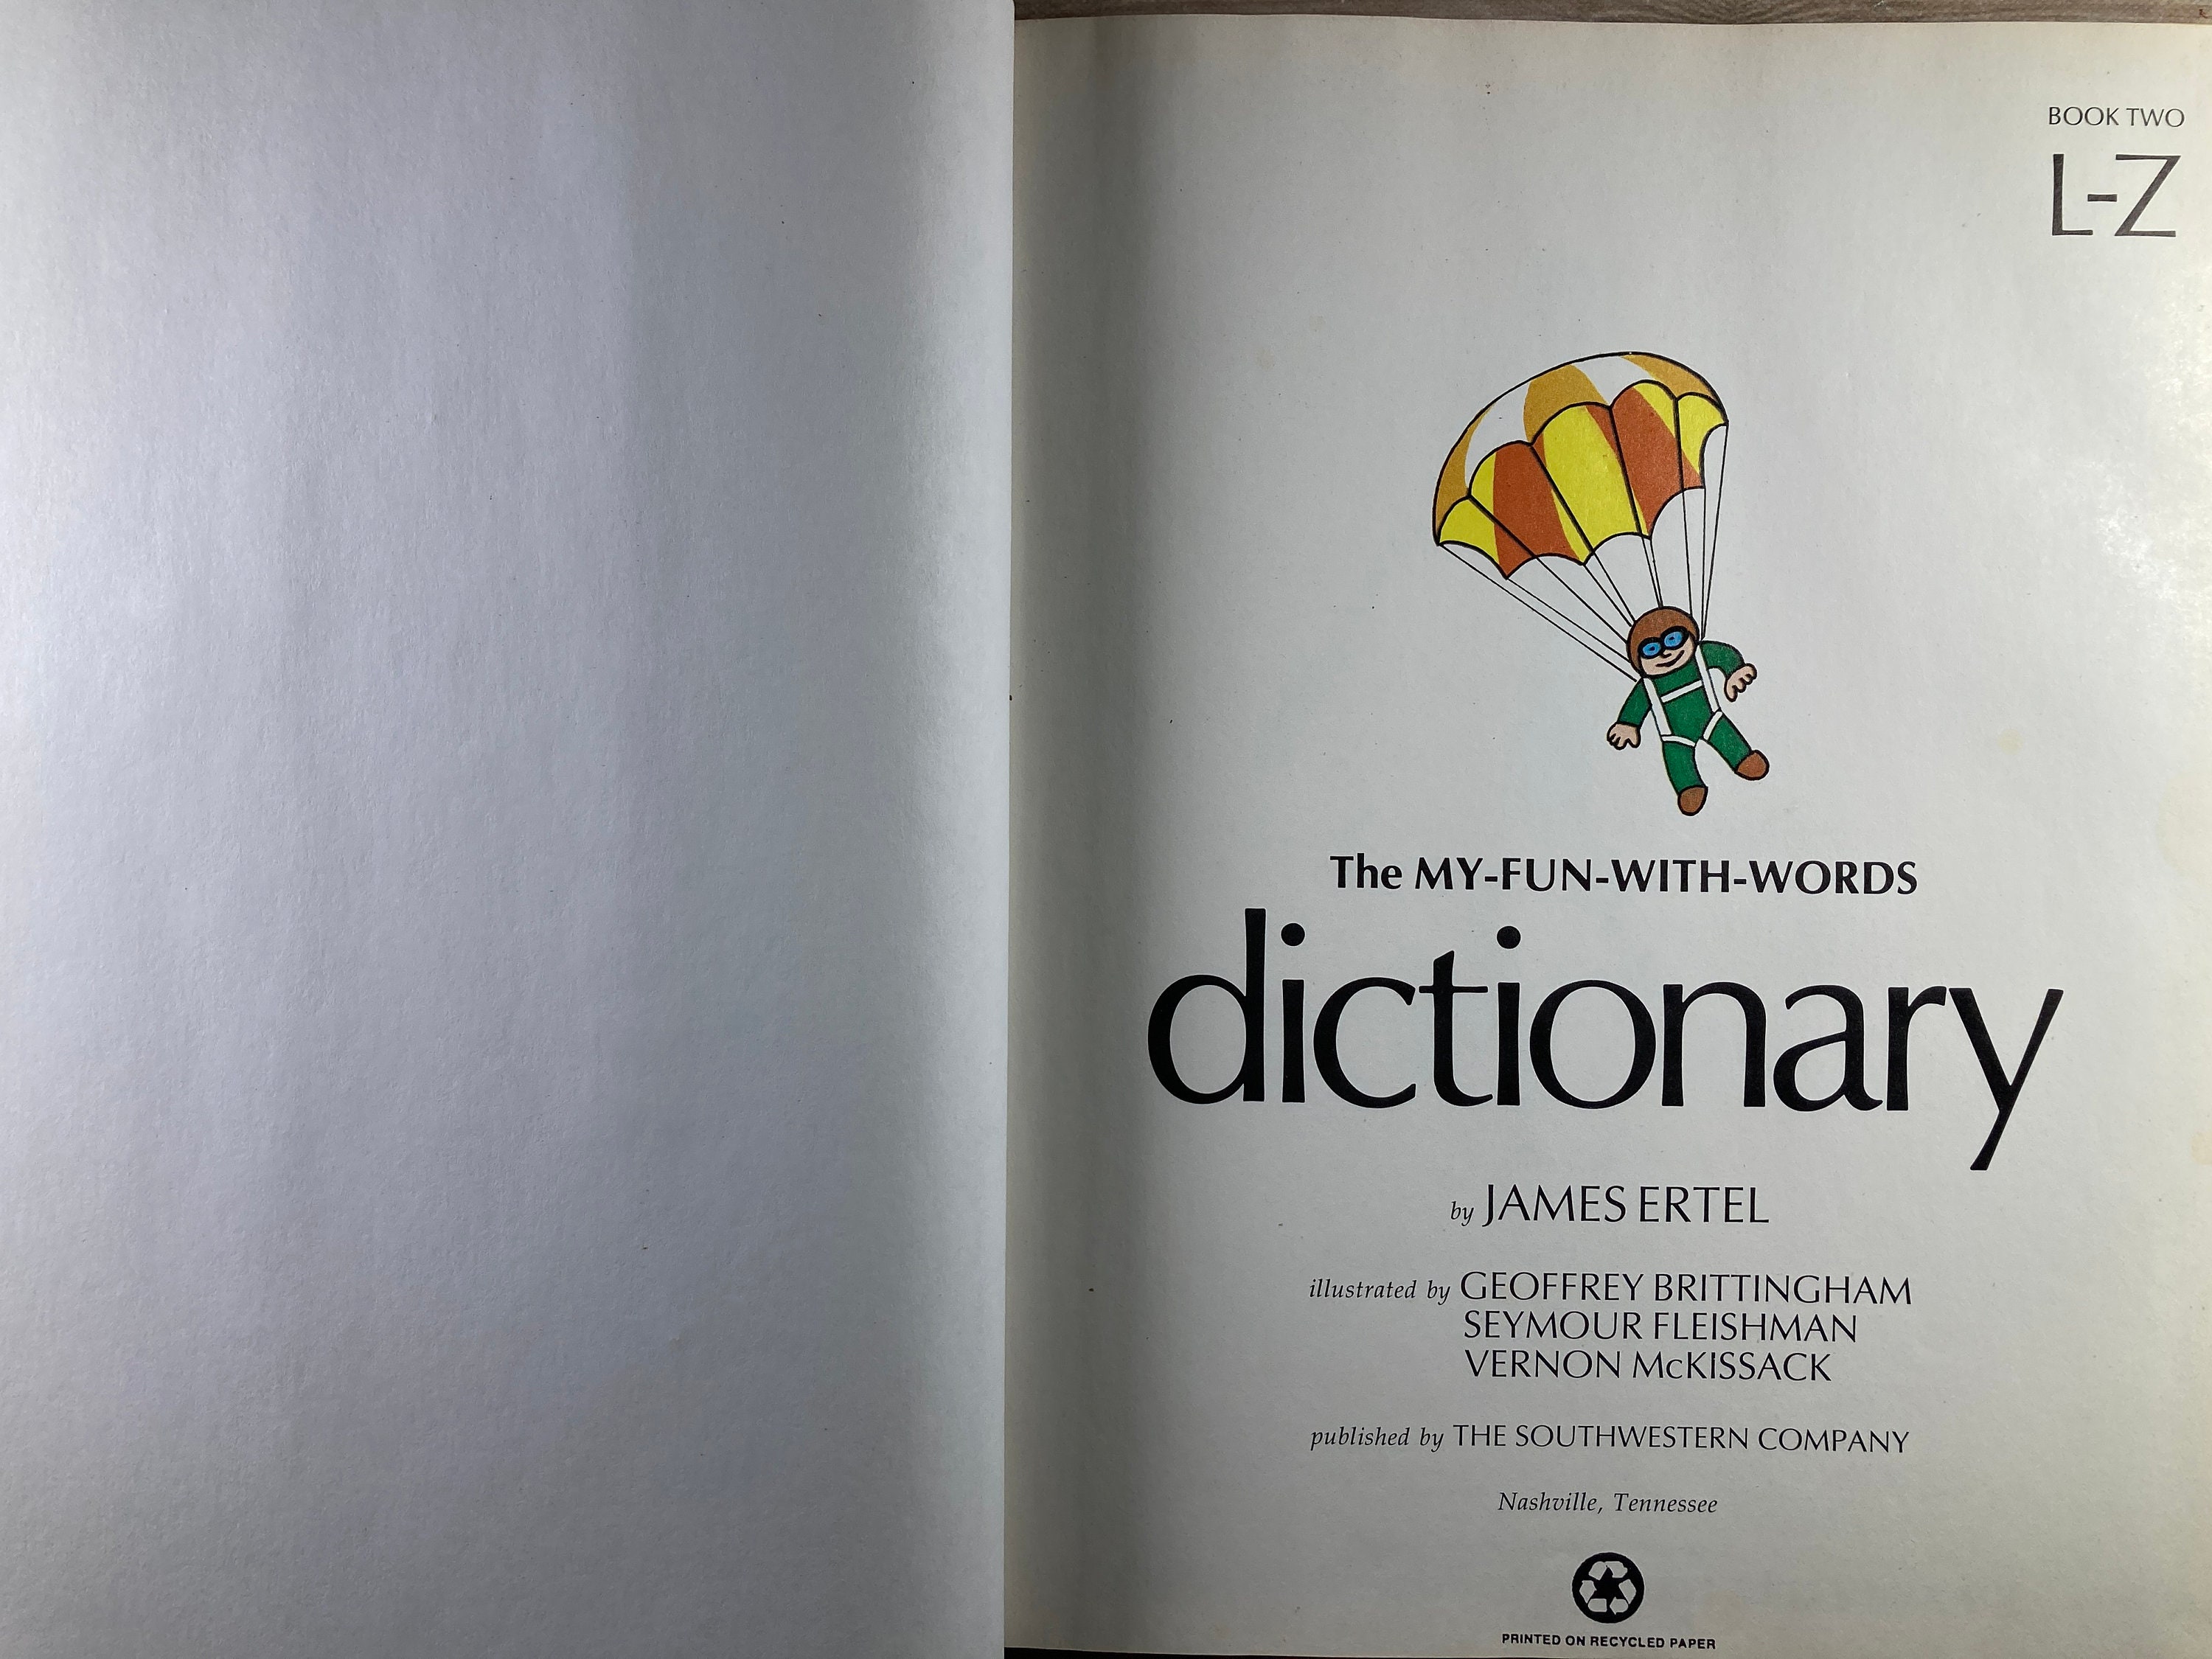 BOOK TWO
L-Z
The MY-FUN-WITH-WORDS
dictionary
by JAMES ERTEL
illustrated by GEOFFREY BRITTINGHAM
SEYMOUR FLEISHMAN
VERNON McKISSACK
published by THE SOUTHWESTERN COMPANY
Nashville, Tennessee
PRINTED ON RECYCLED PAPER